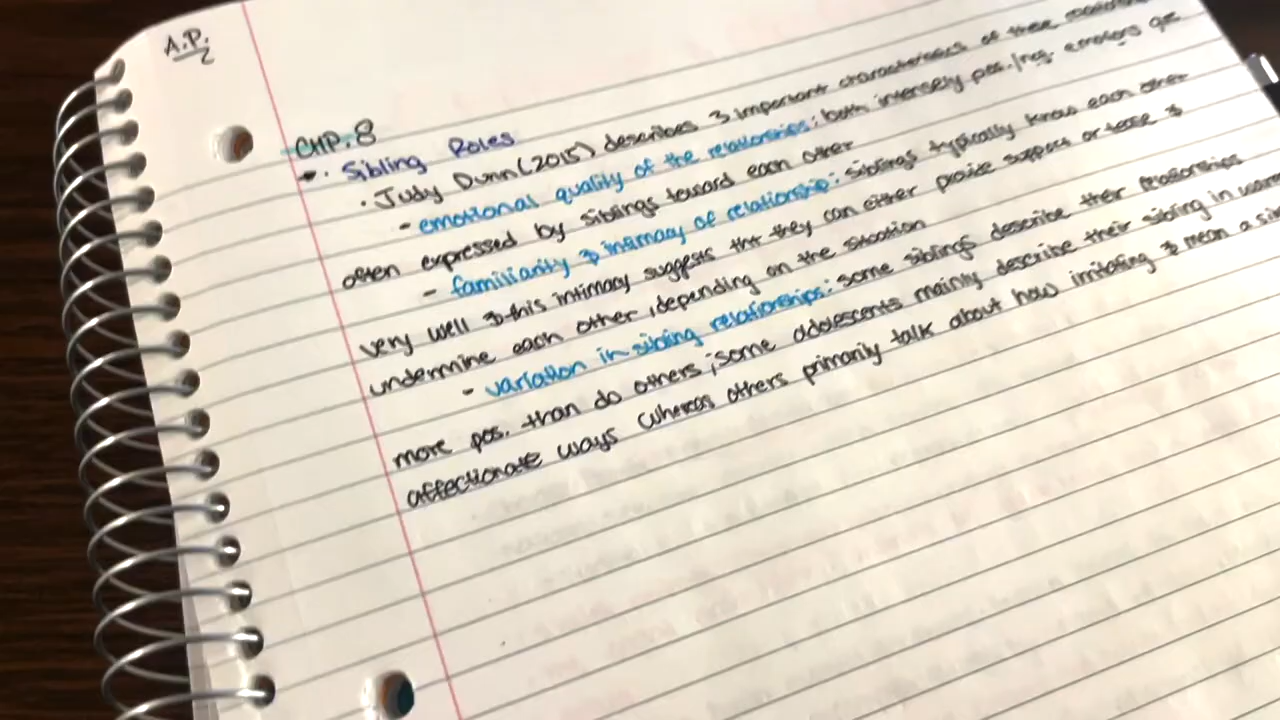 A.P.
CHP. 8
• Sibling Roles
• Judy Dunn (2015) describes 3 important characteristics of these
- emotional quality of the relationships: both intensely pos./neg. emotions are
often expressed by siblings toward each other
- familiarity & intimacy of relationship: siblings typically know each other
very well & this intimacy suggests tht they can either provide support or tease &
undermine each other, depending on the situation
- variation in sibling relationships: some siblings describe their relationships
more pos. than do others; some adolescents mainly describe their sibling in warm
affectionate ways whereas others primarily talk about how irritating & mean a